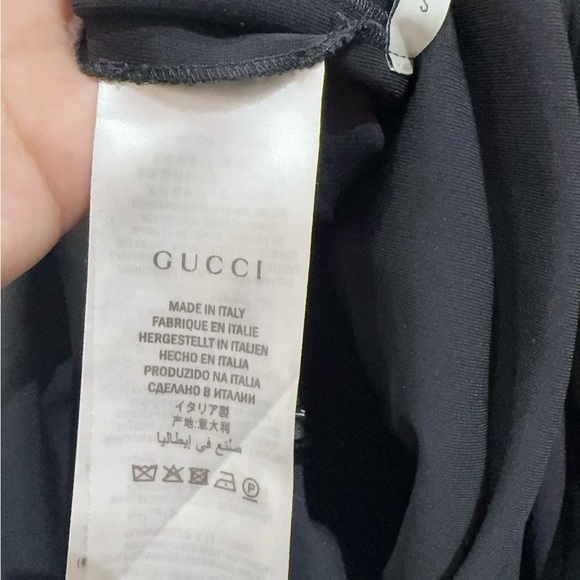 GUCCI
MADE IN ITALY
FABRIQUE EN ITALIE
HERGESTELLT IN ITALIEN
HECHO EN ITALIA
PRODUZIDO NA ITALIA
СДЕЛАНО В ИТАЛИИ
イタリア製
产地:意大利
صنع في إيطاليا
P